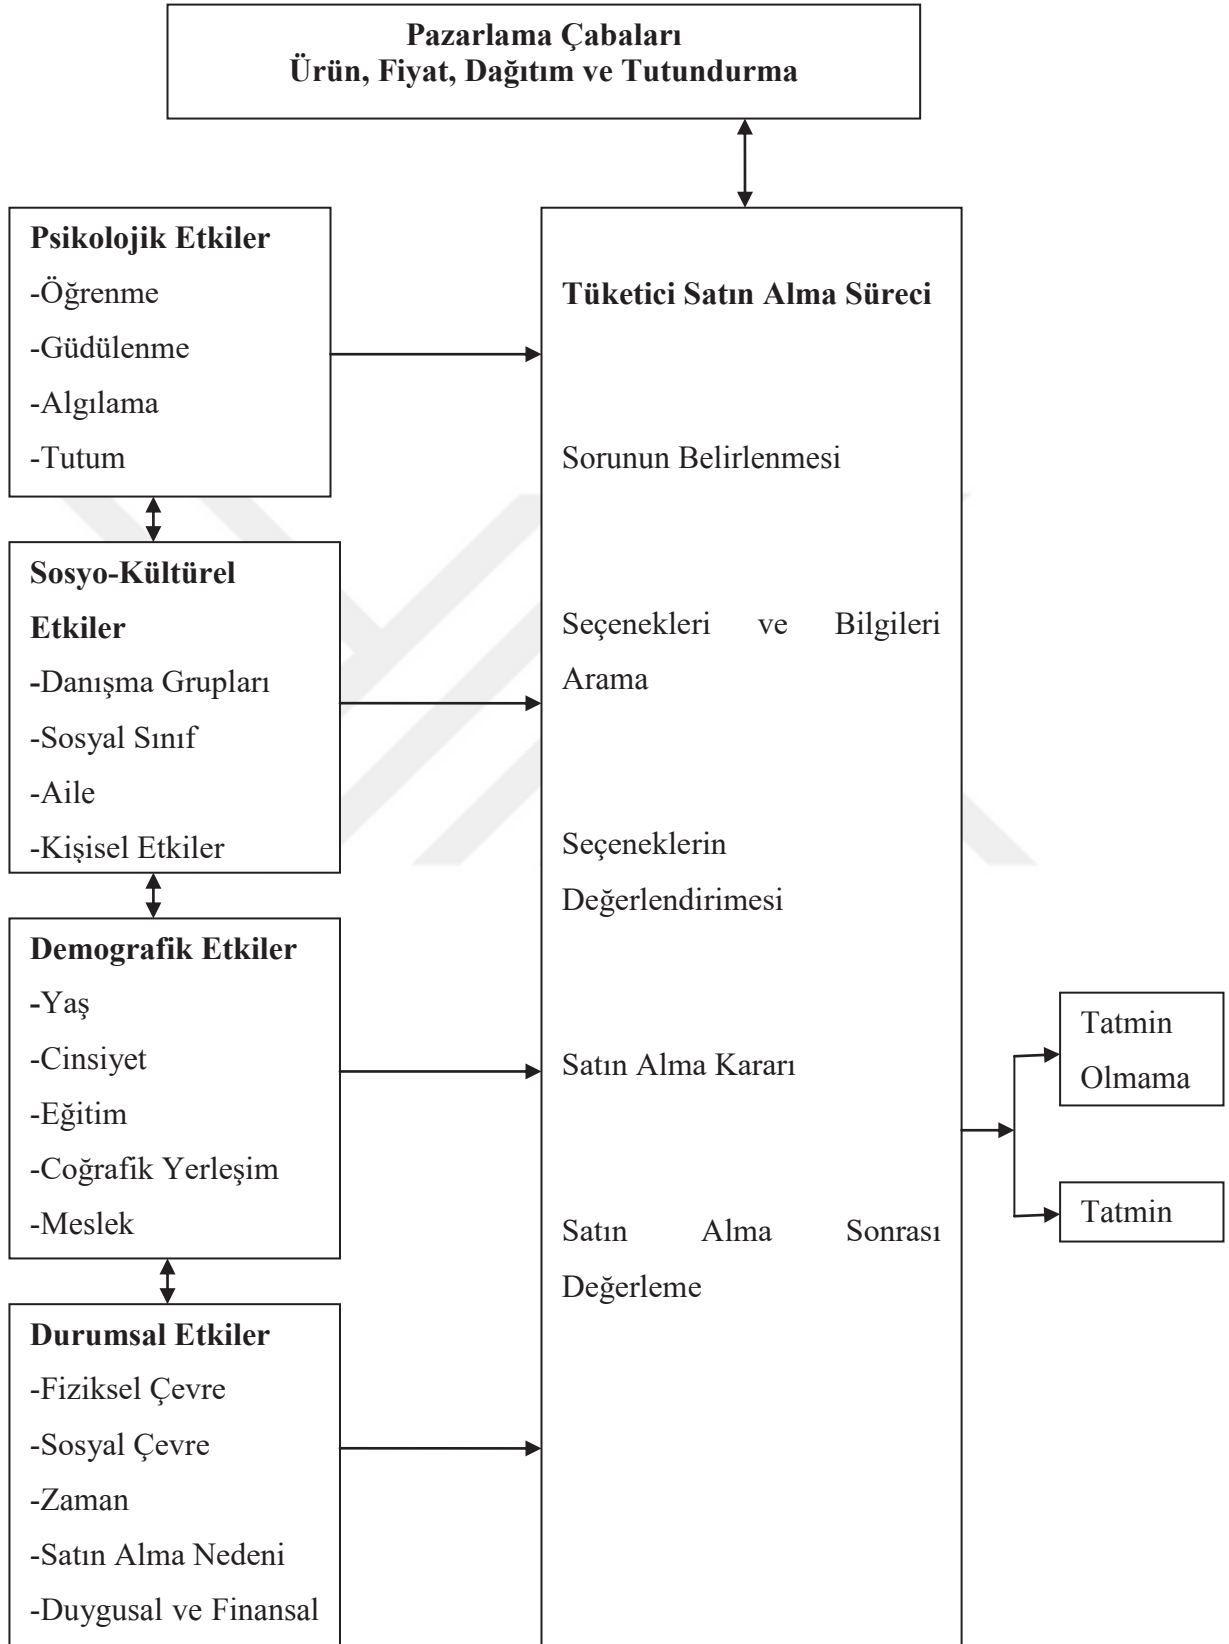 Pazarlama Çabaları
Ürün, Fiyat, Dağıtım ve Tutundurma
Psikolojik Etkiler
-Öğrenme
-Güdülenme
-Algılama
-Tutum
Sosyo-Kültürel
Etkiler
-Danışma Grupları
-Sosyal Sınıf
-Aile
-Kişisel Etkiler
Demografik Etkiler
-Yaş
-Cinsiyet
-Eğitim
-Coğrafik Yerleşim
-Meslek
Durumsal Etkiler
-Fiziksel Çevre
-Sosyal Çevre
-Zaman
-Satın Alma Nedeni
-Duygusal ve Finansal
Tüketici Satın Alma Süreci
Sorunun Belirlenmesi
Seçenekleri ve Bilgileri
Arama
Seçeneklerin
Değerlendirimesi
Satın Alma Kararı
Satın Alma Sonrası
Değerleme
Tatmin
Olmama
Tatmin